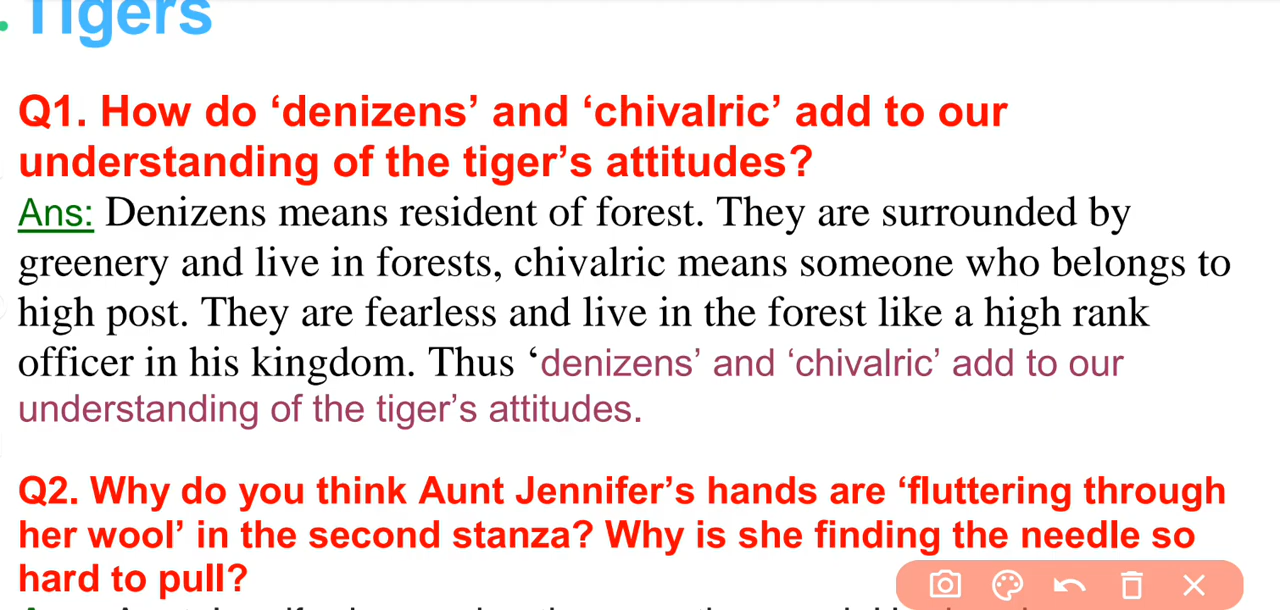 Tigers
Q1. How do ‘denizens’ and ‘chivalric’ add to our
understanding of the tiger’s attitudes?
Ans: Denizens means resident of forest. They are surrounded by
greenery and live in forests, chivalric means someone who belongs to
high post. They are fearless and live in the forest like a high rank
officer in his kingdom. Thus ‘denizens’ and ‘chivalric’ add to our
understanding of the tiger’s attitudes.
Q2. Why do you think Aunt Jennifer’s hands are ‘fluttering through
her wool’ in the second stanza? Why is she finding the needle so
hard to pull?